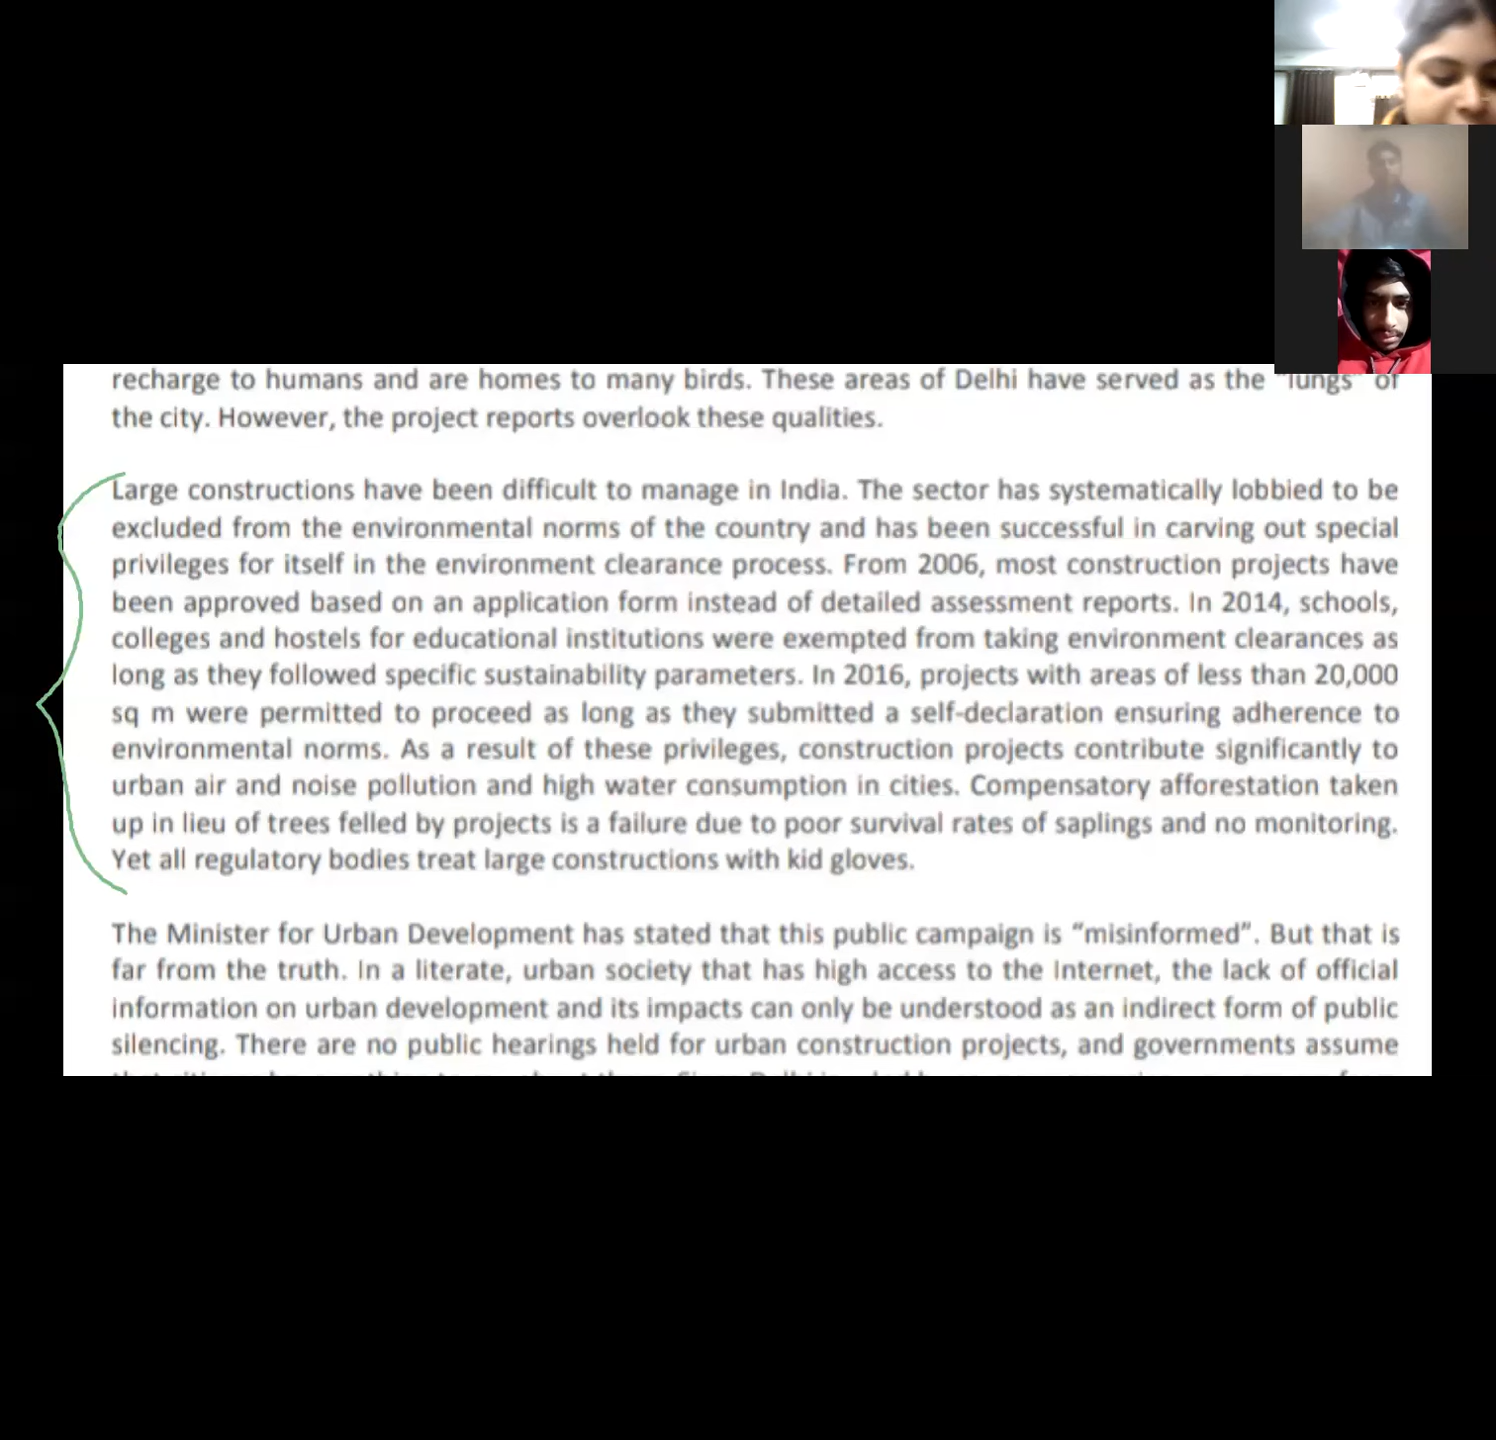 recharge to humans and are homes to many birds. These areas of Delhi have served as the "lungs" of
the city. However, the project reports overlook these qualities.
Large constructions have been difficult to manage in India. The sector has systematically lobbied to be
excluded from the environmental norms of the country and has been successful in carving out special
privileges for itself in the environment clearance process. From 2006, most construction projects have
been approved based on an application form instead of detailed assessment reports. In 2014, schools,
colleges and hostels for educational institutions were exempted from taking environment clearances as
long as they followed specific sustainability parameters. In 2016, projects with areas of less than 20,000
sq m were permitted to proceed as long as they submitted a self-declaration ensuring adherence to
environmental norms. As a result of these privileges, construction projects contribute significantly to
urban air and noise pollution and high water consumption in cities. Compensatory afforestation taken
up in lieu of trees felled by projects is a failure due to poor survival rates of saplings and no monitoring.
Yet all regulatory bodies treat large constructions with kid gloves.
The Minister for Urban Development has stated that this public campaign is “misinformed”. But that is
far from the truth. In a literate, urban society that has high access to the Internet, the lack of official
information on urban development and its impacts can only be understood as an indirect form of public
silencing. There are no public hearings held for urban construction projects, and governments assume